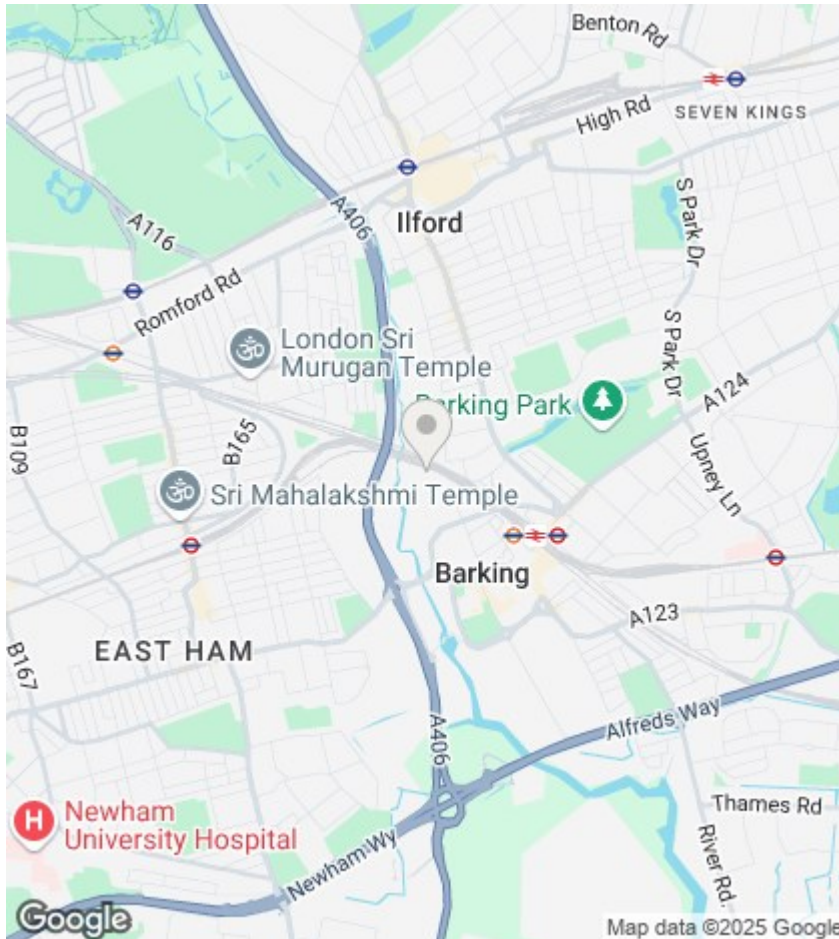 Benton Rd
High Rd
SEVEN KINGS
A406
Ilford
S Park Dr
A116
Romford Rd
London Sri
Murugan Temple
S Park Dr
A124
Barking Park
B109
B165
Upney Ln
Sri Mahalakshmi Temple
Barking
A123
EAST HAM
B167
A406
Alfreds Way
Newham
University Hospital
Newham Wy
Thames Rd
River Rd.
Google
Map data ©2025 Google